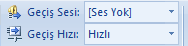 Geçiş Sesi: [Ses Yok]
Geçiş Hızı: Hızlı